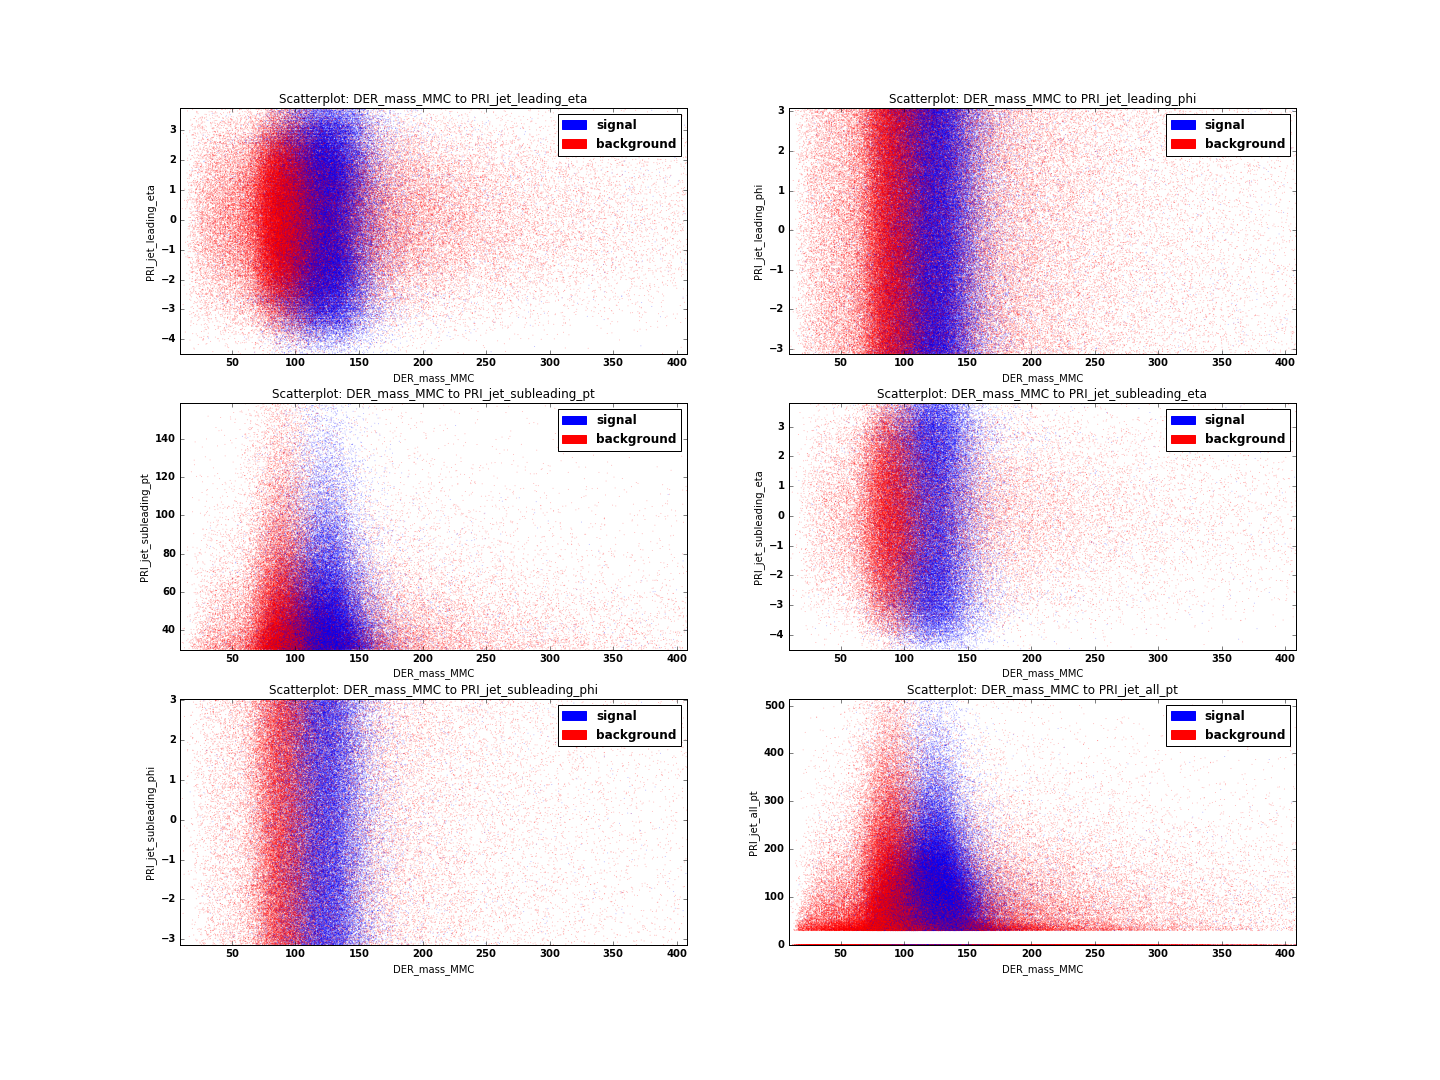 Scatterplot: DER_mass_MMC to PRI_jet_leading_eta
signal
background
PRI_jet_leading_eta
3
2
1
0
−1
−2
−3
−4
50 100 150 200 250 300 350 400
DER_mass_MMC
Scatterplot: DER_mass_MMC to PRI_jet_leading_phi
signal
background
PRI_jet_leading_phi
3
2
1
0
−1
−2
−3
50 100 150 200 250 300 350 400
DER_mass_MMC
Scatterplot: DER_mass_MMC to PRI_jet_subleading_pt
signal
background
PRI_jet_subleading_pt
140
120
100
80
60
40
50 100 150 200 250 300 350 400
DER_mass_MMC
Scatterplot: DER_mass_MMC to PRI_jet_subleading_eta
signal
background
PRI_jet_subleading_eta
3
2
1
0
−1
−2
−3
−4
50 100 150 200 250 300 350 400
DER_mass_MMC
Scatterplot: DER_mass_MMC to PRI_jet_subleading_phi
signal
background
PRI_jet_subleading_phi
3
2
1
0
−1
−2
−3
50 100 150 200 250 300 350 400
DER_mass_MMC
Scatterplot: DER_mass_MMC to PRI_jet_all_pt
signal
background
PRI_jet_all_pt
500
400
300
200
100
0
50 100 150 200 250 300 350 400
DER_mass_MMC